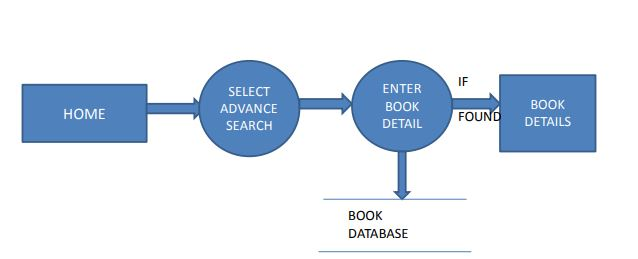 HOME
SELECT
ADVANCE
SEARCH
ENTER
BOOK
DETAIL
IF
FOUND
BOOK
DETAILS
BOOK
DATABASE